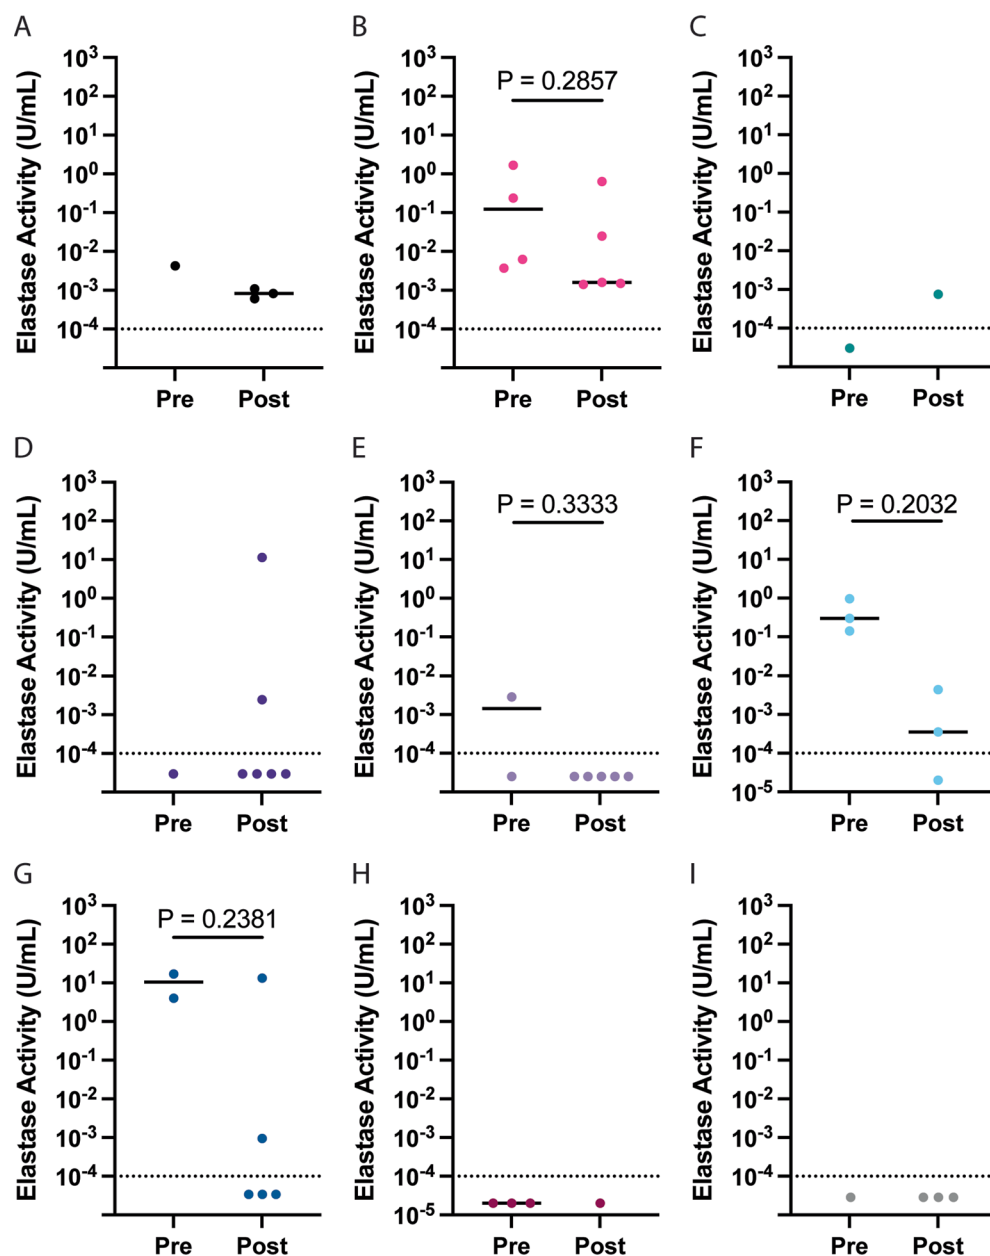 A
Elastase Activity (U/mL)
10³
10²
10¹
10⁰
10⁻¹
10⁻²
10⁻³
10⁻⁴
Pre Post
B
Elastase Activity (U/mL)
10³
10²
10¹
10⁰
10⁻¹
10⁻²
10⁻³
10⁻⁴
P = 0.2857
Pre Post
C
Elastase Activity (U/mL)
10³
10²
10¹
10⁰
10⁻¹
10⁻²
10⁻³
10⁻⁴
Pre Post
D
Elastase Activity (U/mL)
10³
10²
10¹
10⁰
10⁻¹
10⁻²
10⁻³
10⁻⁴
Pre Post
E
Elastase Activity (U/mL)
10³
10²
10¹
10⁰
10⁻¹
10⁻²
10⁻³
10⁻⁴
P = 0.3333
Pre Post
F
Elastase Activity (U/mL)
10³
10²
10¹
10⁰
10⁻¹
10⁻²
10⁻³
10⁻⁴
10⁻⁵
P = 0.2032
Pre Post
G
Elastase Activity (U/mL)
10³
10²
10¹
10⁰
10⁻¹
10⁻²
10⁻³
10⁻⁴
P = 0.2381
Pre Post
H
Elastase Activity (U/mL)
10³
10²
10¹
10⁰
10⁻¹
10⁻²
10⁻³
10⁻⁴
10⁻⁵
Pre Post
I
Elastase Activity (U/mL)
10³
10²
10¹
10⁰
10⁻¹
10⁻²
10⁻³
10⁻⁴
Pre Post